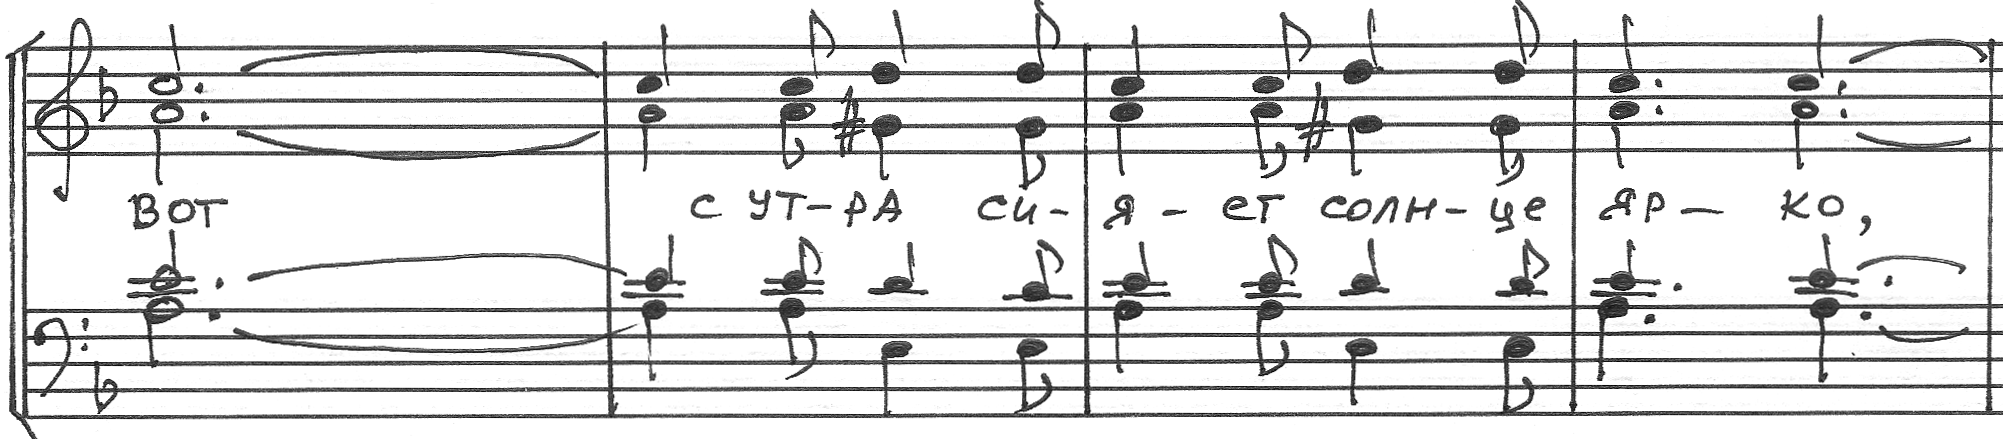 Вот с ут-ра си-я-ет солн-це яр-ко,